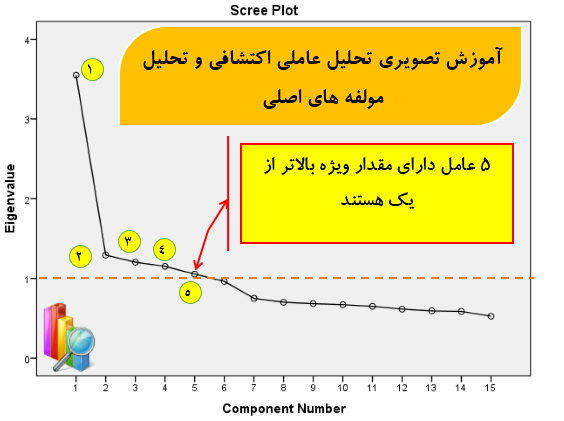 Scree Plot
آموزش تصویری تحلیل عاملی اکتشافی و تحلیل
مولفه های اصلی
۵ عامل دارای مقدار ویژه بالاتر از
یک هستند
۱
۲
۳
۴
۵
Eigenvalue
4
3
2
1
0
1 2 3 4 5 6 7 8 9 10 11 12 13 14 15
Component Number